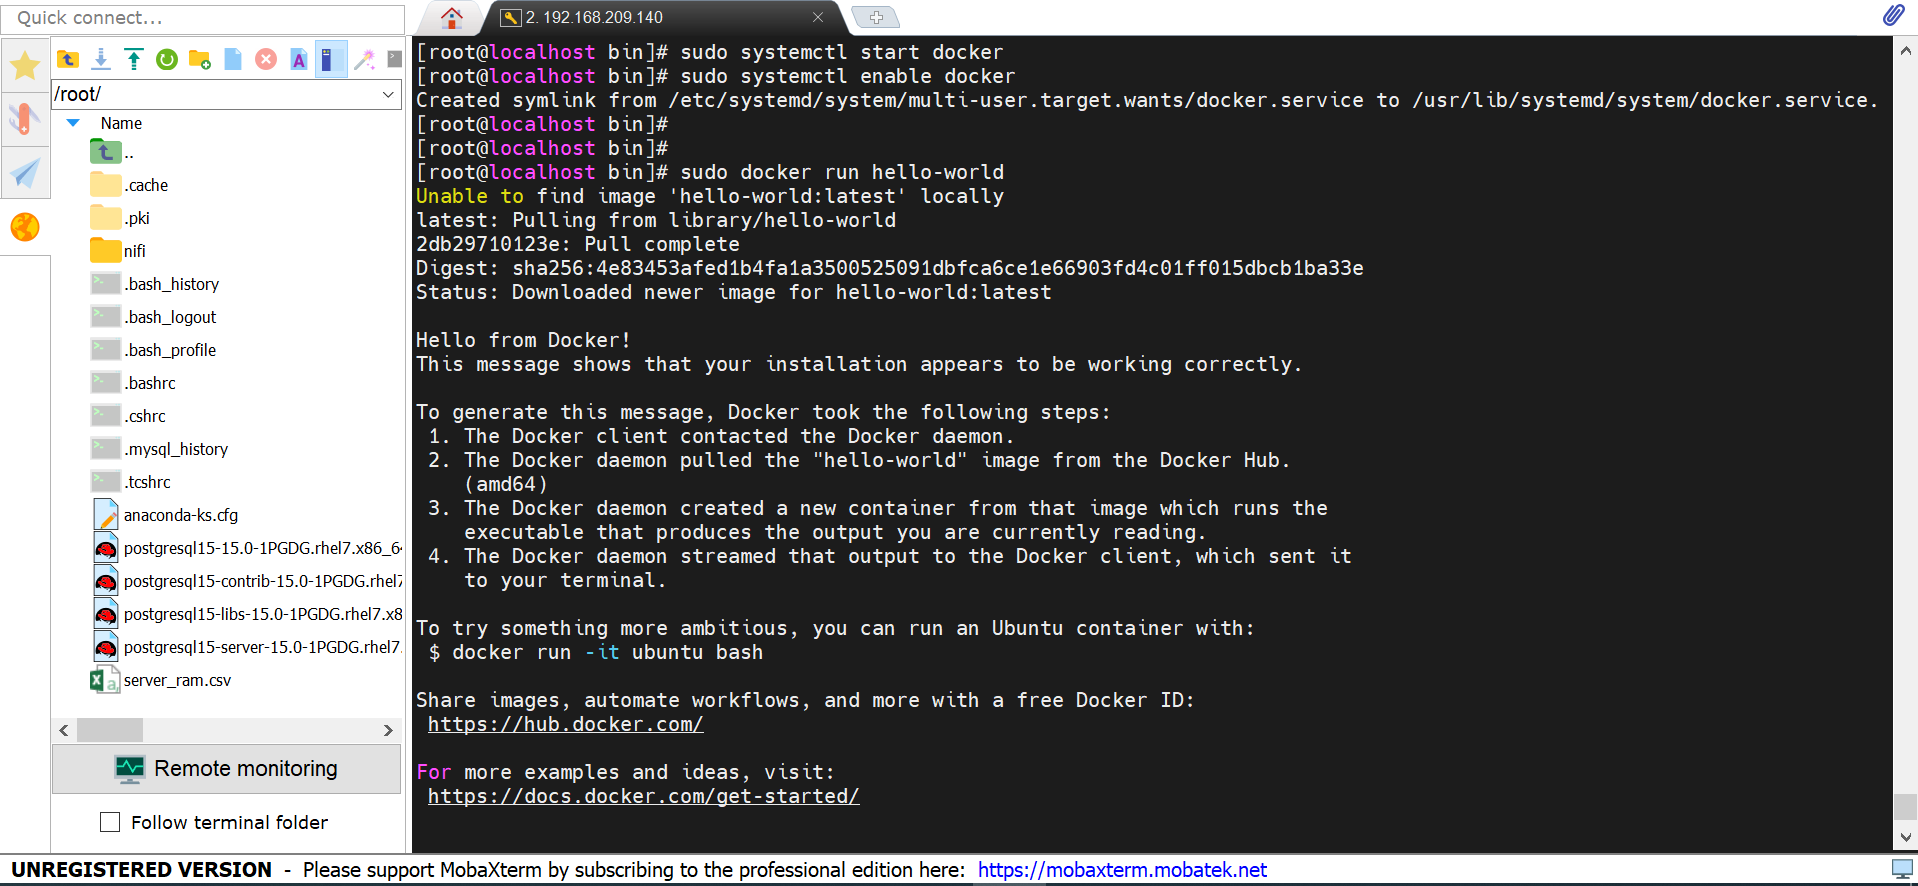 Quick connect...
2. 192.168.209.140
/root/
Name
..
.cache
.pki
nifi
.bash_history
.bash_logout
.bash_profile
.bashrc
.cshrc
.mysql_history
.tcshrc
anaconda-ks.cfg
postgresql15-15.0-1PGDG.rhel7.x86_64
postgresql15-contrib-15.0-1PGDG.rhel7
postgresql15-libs-15.0-1PGDG.rhel7.x8
postgresql15-server-15.0-1PGDG.rhel7.
server_ram.csv
Remote monitoring
Follow terminal folder
[root@localhost bin]# sudo systemctl start docker
[root@localhost bin]# sudo systemctl enable docker
Created symlink from /etc/systemd/system/multi-user.target.wants/docker.service to /usr/lib/systemd/system/docker.service.
[root@localhost bin]#
[root@localhost bin]#
[root@localhost bin]# sudo docker run hello-world
Unable to find image 'hello-world:latest' locally
latest: Pulling from library/hello-world
2db29710123e: Pull complete
Digest: sha256:4e83453afed1b4fa1a3500525091dbfca6ce1e66903fd4c01ff015dbcb1ba33e
Status: Downloaded newer image for hello-world:latest
Hello from Docker!
This message shows that your installation appears to be working correctly.
To generate this message, Docker took the following steps:
1. The Docker client contacted the Docker daemon.
2. The Docker daemon pulled the "hello-world" image from the Docker Hub.
(amd64)
3. The Docker daemon created a new container from that image which runs the
executable that produces the output you are currently reading.
4. The Docker daemon streamed that output to the Docker client, which sent it
to your terminal.
To try something more ambitious, you can run an Ubuntu container with:
$ docker run -it ubuntu bash
Share images, automate workflows, and more with a free Docker ID:
https://hub.docker.com/
For more examples and ideas, visit:
https://docs.docker.com/get-started/
UNREGISTERED VERSION - Please support MobaXterm by subscribing to the professional edition here: https://mobaxterm.mobatek.net